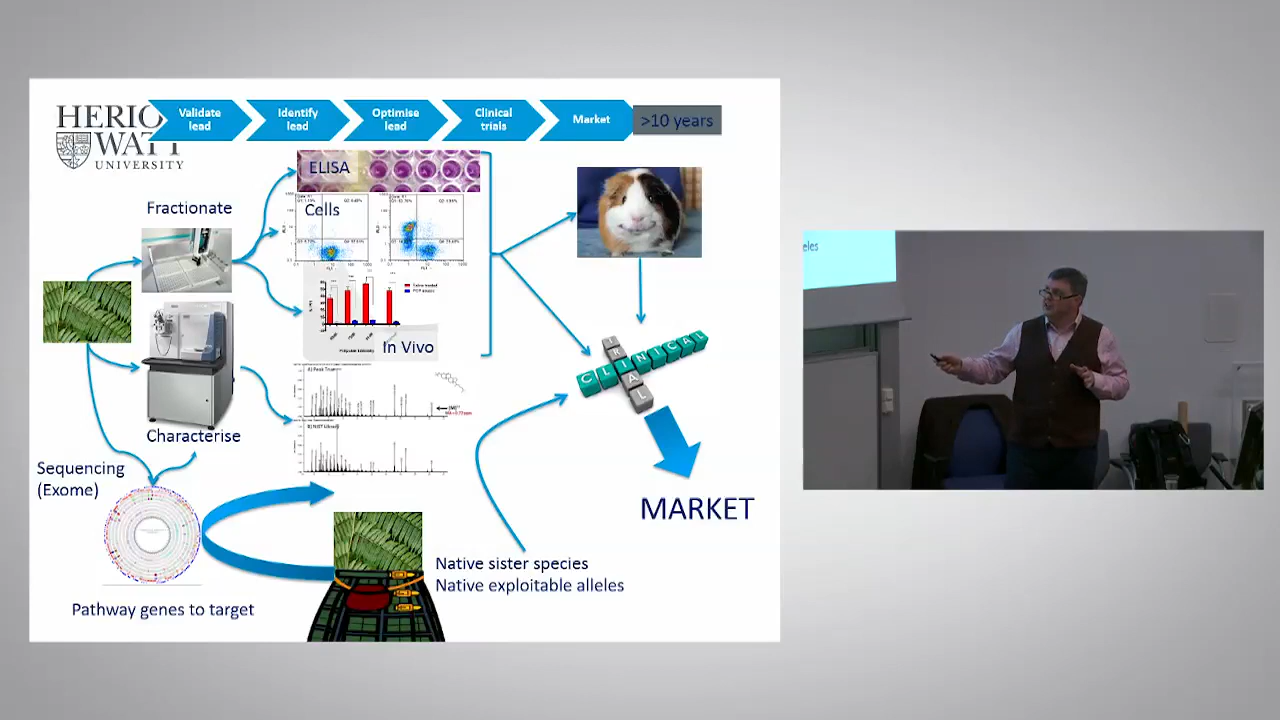 HERIOT
WATT
UNIVERSITY
Validate
lead
Identify
lead
Optimise
lead
Clinical
trials
Market
>10 years
ELISA
Fractionate
Cells
In Vivo
Characterise
Sequencing
(Exome)
CLINICAL
TRIAL
MARKET
Native sister species
Native exploitable alleles
Pathway genes to target
eles